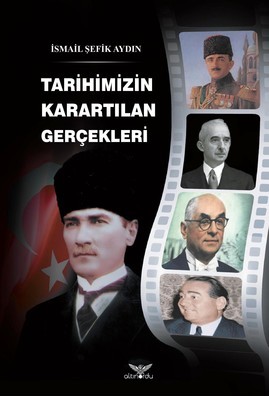 İSMAİL ŞEFİK AYDIN
TARİHİMİZİN
KARARTILAN
GERÇEKLERİ
altınordu